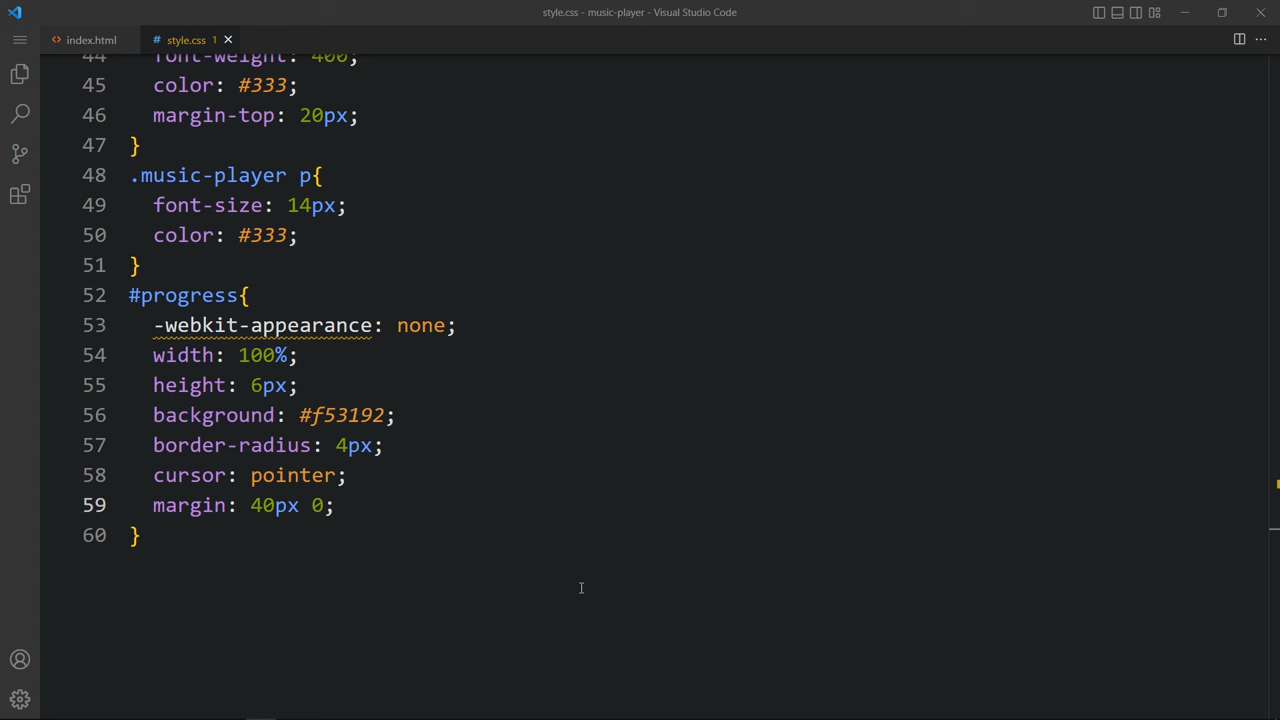 style.css - music-player - Visual Studio Code
index.html
style.css 1
44 font-weight: 400;
45 color: #333;
46 margin-top: 20px;
47 }
48 .music-player p{
49 font-size: 14px;
50 color: #333;
51 }
52 #progress{
53 -webkit-appearance: none;
54 width: 100%;
55 height: 6px;
56 background: #f53192;
57 border-radius: 4px;
58 cursor: pointer;
59 margin: 40px 0;
60 }